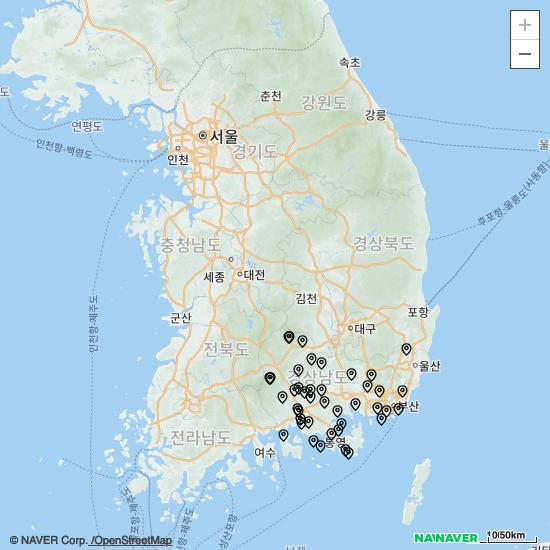 +
−
속초
춘천
강원도
강릉
도
연평도
서울
울
인천
경기도
인천항-백령도
후포항-울릉도(사동항)
충청남도
경상북도
세종
대전
김천
군산
포항
대구
인천항-제주도
전북도
울산
경상남도
부산
전라남도
여수
통영
© NAVER Corp. /OpenStreetMap
NAVER
10/50km